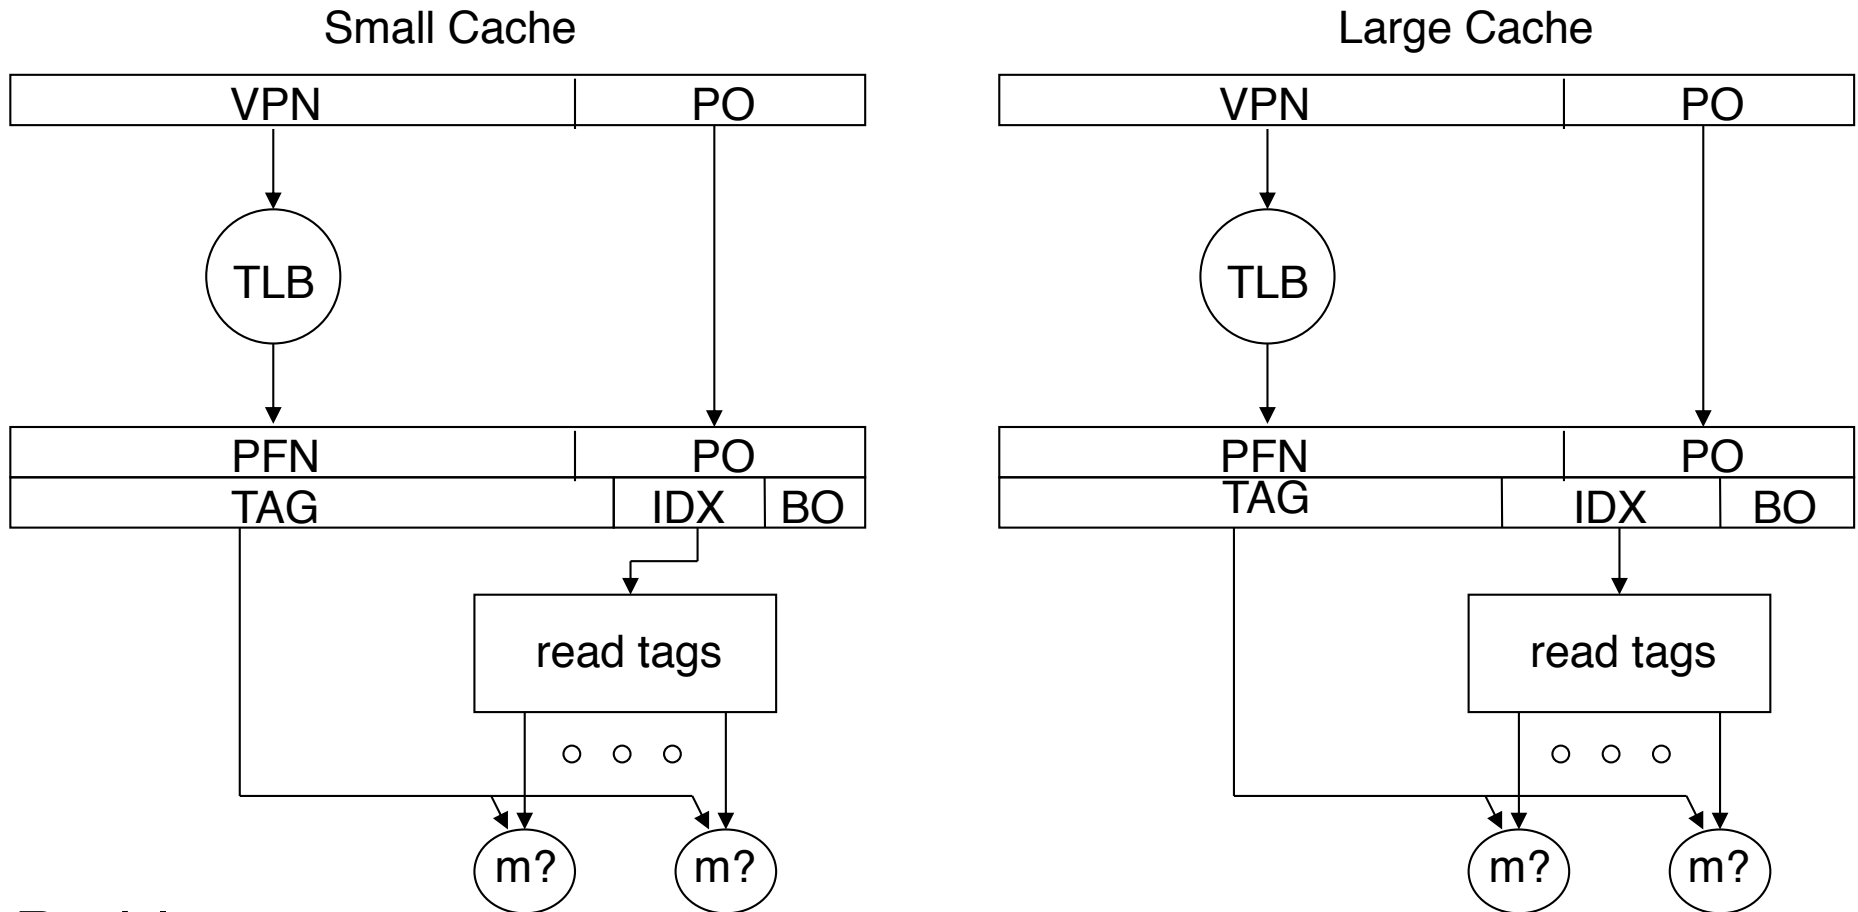 Small Cache
VPN PO
TLB
PFN PO
TAG IDX BO
read tags
m? m?
Large Cache
VPN PO
TLB
PFN PO
TAG IDX BO
read tags
m? m?